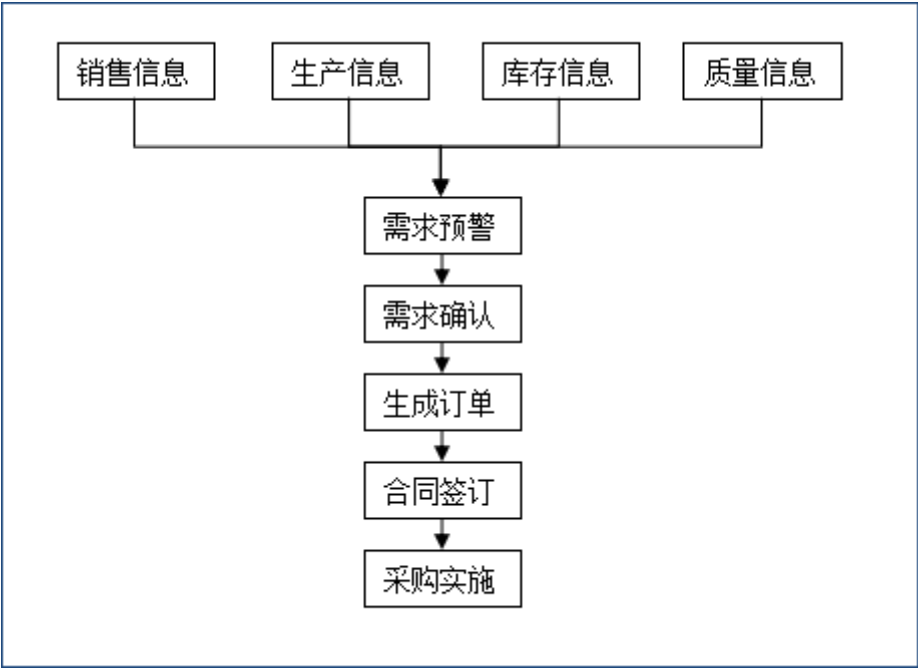 销售信息
生产信息
库存信息
质量信息
需求预警
需求确认
生成订单
合同签订
采购实施